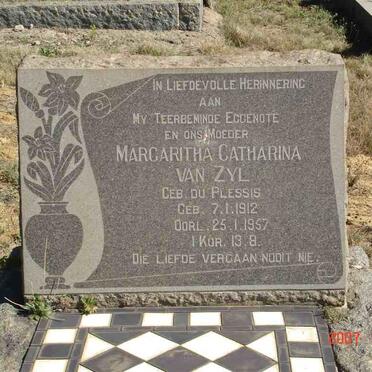 IN LIEFDEVOLLE HERINNERING
AAN
MY TEERBEMINDE EGGENOTE
EN ONS MOEDER
MARGARITHA CATHARINA
VAN ZYL
GEB. DU PLESSIS
GEB. 7.1.1912
OORL. 25.1.1957
1 KOR. 13.8.
DIE LIEFDE VERGAAN NOOIT NIE.
2007